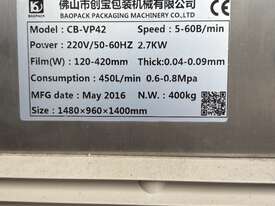 佛山市创宝包装机械有限公司
BAOPACK BAOPACK PACKAGING MACHINERY CO.,LTD
Model: CB-VP42 Speed: 5-60B/min
Power: 220V/50-60HZ 2.7KW
Film(W): 120-420mm Thick:0.04-0.09mm
Consumption: 450L/min 0.6-0.8Mpa
MFG date: May 2016 N.W.: 400kg
Size: 1480×960×1400mm